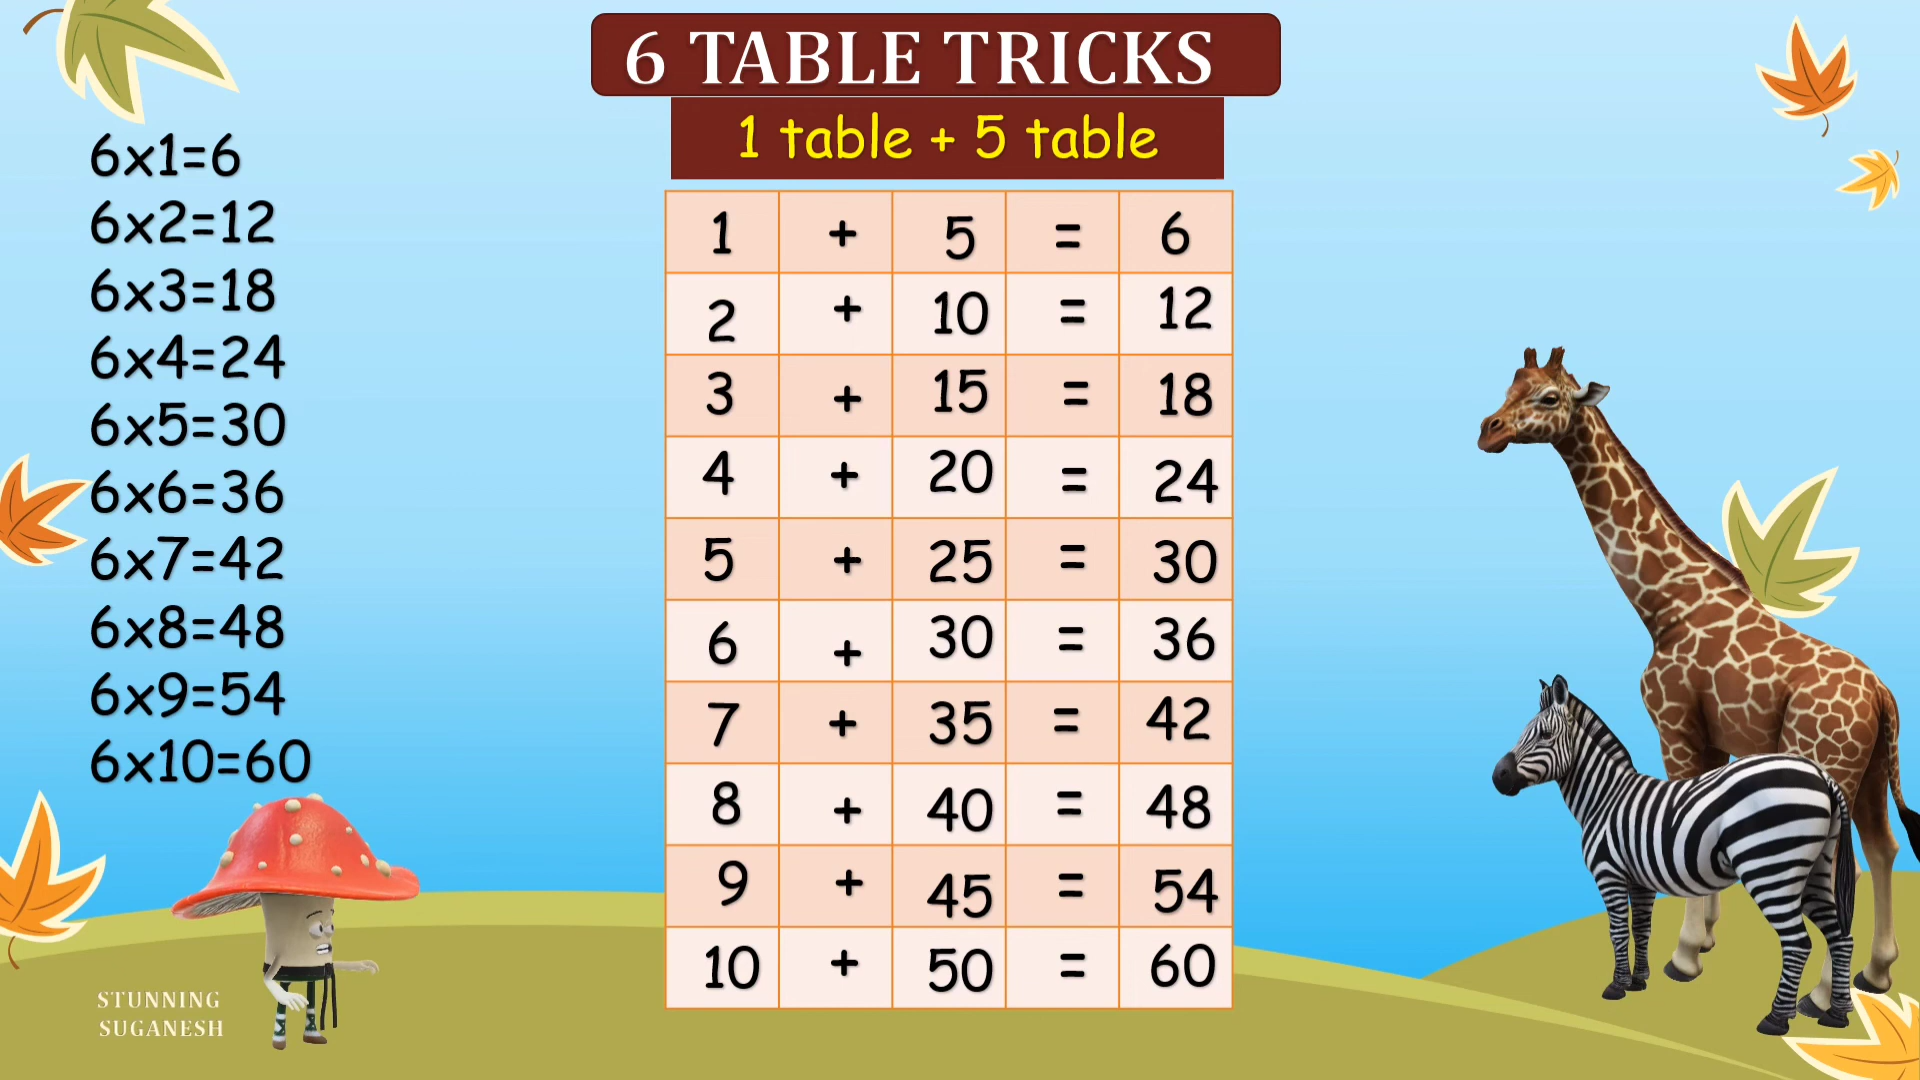 6 TABLE TRICKS
1 table + 5 table
6x1=6
6x2=12
6x3=18
6x4=24
6x5=30
6x6=36
6x7=42
6x8=48
6x9=54
6x10=60
1 + 5 = 6
2 + 10 = 12
3 + 15 = 18
4 + 20 = 24
5 + 25 = 30
6 + 30 = 36
7 + 35 = 42
8 + 40 = 48
9 + 45 = 54
10 + 50 = 60
STUNNING
SUGANESH